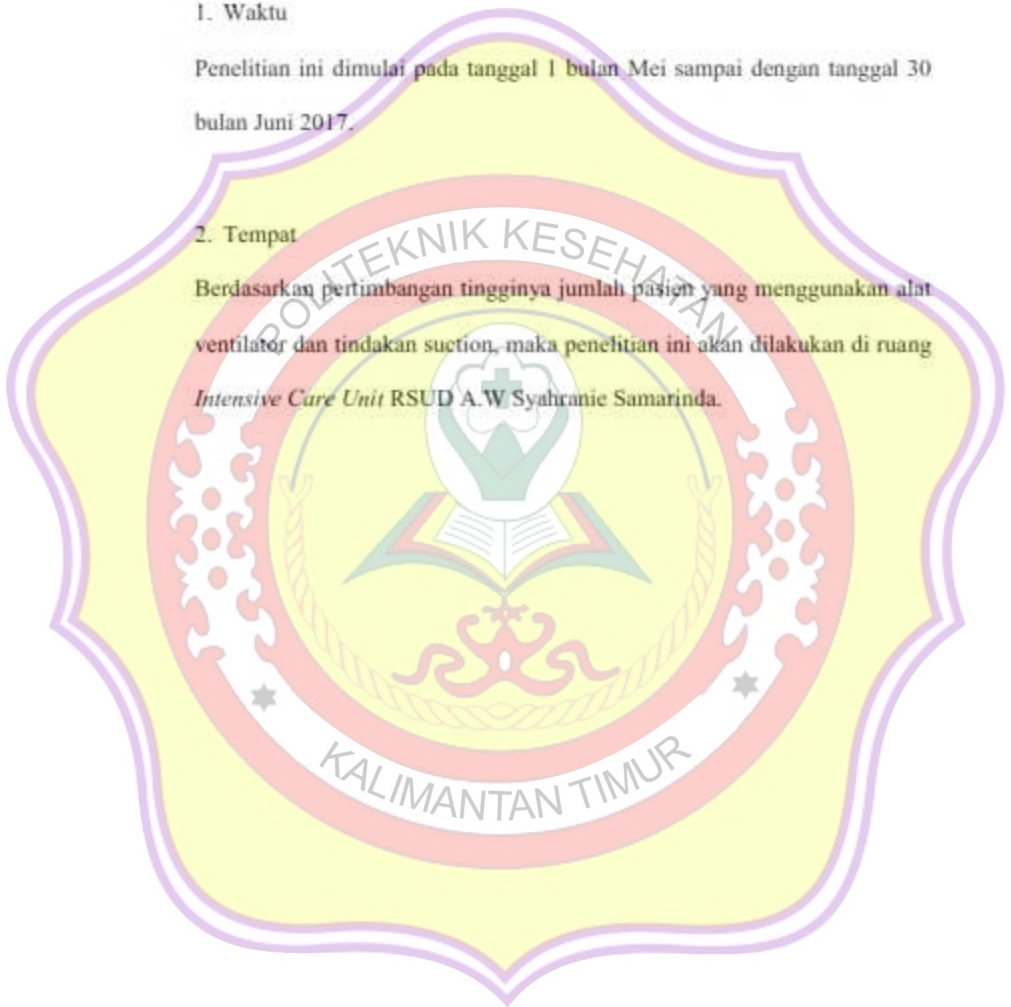 1. Waktu
Penelitian ini dimulai pada tanggal 1 bulan Mei sampai dengan tanggal 30
bulan Juni 2017.
2. Tempat
Berdasarkan pertimbangan tingginya jumlah pasien yang menggunakan alat
ventilator dan tindakan suction, maka penelitian ini akan dilakukan di ruang
Intensive Care Unit RSUD A.W Syahranie Samarinda.
POLITEKNIK KESEHATAN
KALIMANTAN TIMUR